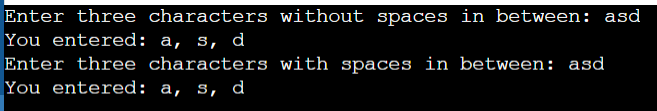 Enter three characters without spaces in between: asd
You entered: a, s, d
Enter three characters with spaces in between: asd
You entered: a, s, d